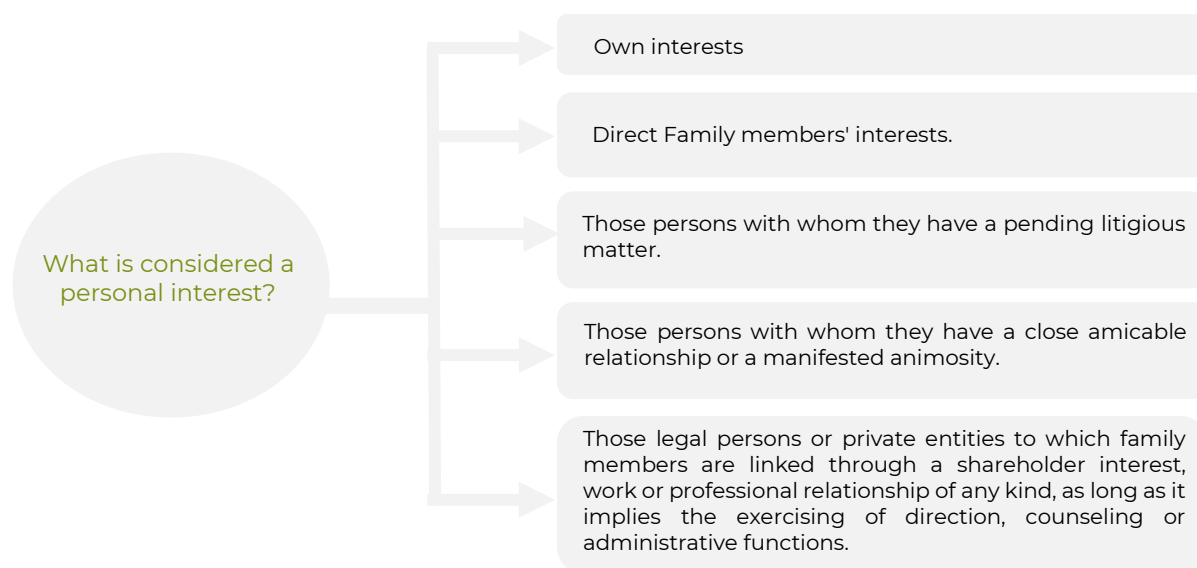 Own interests
Direct Family members' interests.
Those persons with whom they have a pending litigious
matter.
What is considered a
personal interest?
Those persons with whom they have a close amicable
relationship or a manifested animosity.
Those legal persons or private entities to which family
members are linked through a shareholder interest,
work or professional relationship of any kind, as long as it
implies the exercising of direction, counseling or
administrative functions.